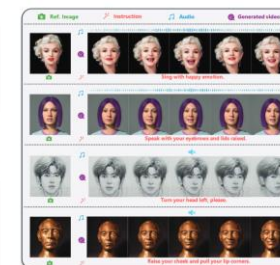 Ref. Image Instruction Audio Generated video
Sing with happy emotion.
Speak with your eyebrows and lids raised.
Turn your head left, please.
Raise your cheek and pull your lip corners.